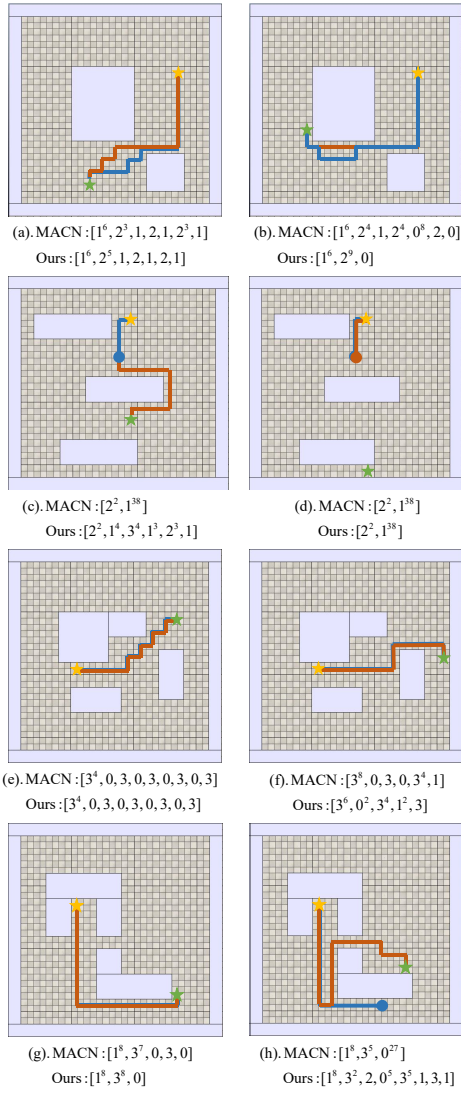 (a). MACN :[1⁶, 2³, 1, 2, 1, 2³, 1]
(b). MACN :[1⁶, 2⁴, 1, 2⁴, 0⁸, 2, 0]
Ours :[1⁶, 2⁵, 1, 2, 1, 2, 1]
Ours :[1⁶, 2⁹, 0]
(c). MACN :[2², 1³⁸]
(d). MACN :[2², 1³⁸]
Ours :[2², 1⁴, 3⁴, 1³, 2³, 1]
Ours :[2², 1³⁸]
(e). MACN :[3⁴, 0, 3, 0, 3, 0, 3, 0, 3]
(f). MACN :[3⁸, 0, 3, 0, 3⁴, 1]
Ours :[3⁴, 0, 3, 0, 3, 0, 3, 0, 3]
Ours :[3⁶, 0², 3⁴, 1², 3]
(g). MACN :[1⁸, 3⁷, 0, 3, 0]
(h). MACN :[1⁸, 3⁵, 0²⁷]
Ours :[1⁸, 3⁸, 0]
Ours :[1⁸, 3², 2, 0⁵, 3⁵, 1, 3, 1]